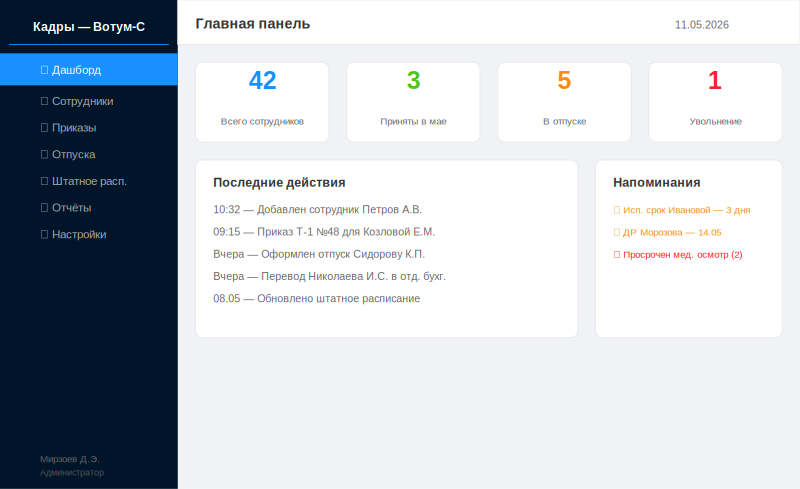 Кадры — Вотум-С
Дашборд
Сотрудники
Приказы
Отпуска
Штатное расп.
Отчёты
Настройки
Мирзоев Д.Э.
Администратор
Главная панель
11.05.2026
42
Всего сотрудников
3
Приняты в мае
5
В отпуске
1
Увольнение
Последние действия
10:32 — Добавлен сотрудник Петров А.В.
09:15 — Приказ Т-1 №48 для Козловой Е.М.
Вчера — Оформлен отпуск Сидорову К.П.
Вчера — Перевод Николаева И.С. в отд. бухг.
08.05 — Обновлено штатное расписание
Напоминания
Исп. срок Ивановой — 3 дня
ДР Морозова — 14.05
Просрочен мед. осмотр (2)